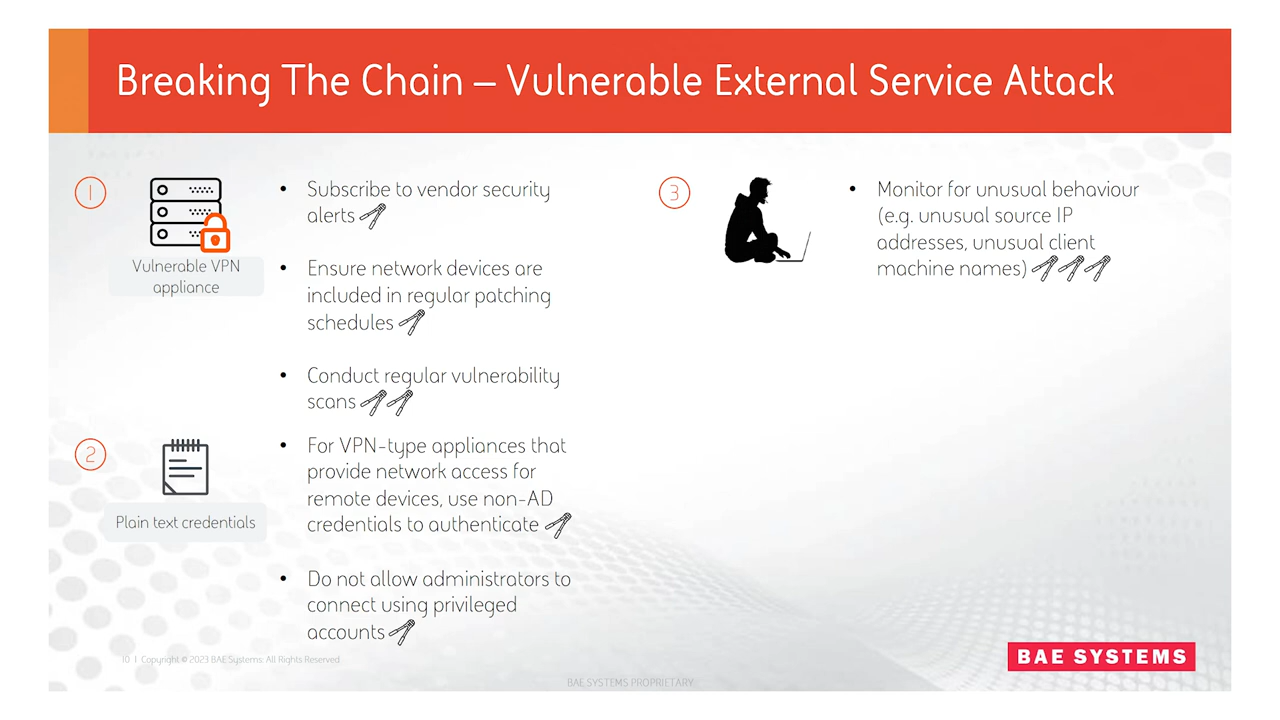 Breaking The Chain – Vulnerable External Service Attack
1
Vulnerable VPN
appliance
• Subscribe to vendor security
alerts
• Ensure network devices are
included in regular patching
schedules
• Conduct regular vulnerability
scans
2
Plain text credentials
• For VPN-type appliances that
provide network access for
remote devices, use non-AD
credentials to authenticate
• Do not allow administrators to
connect using privileged
accounts
3
• Monitor for unusual behaviour
(e.g. unusual source IP
addresses, unusual client
machine names)
10 | Copyright © 2023 BAE Systems. All Rights Reserved
BAE SYSTEMS PROPRIETARY
BAE SYSTEMS